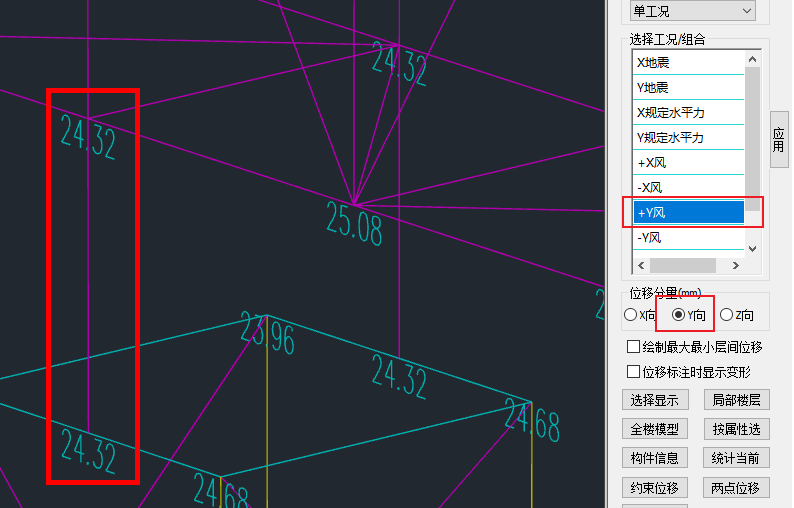 24.32
24.32
25.08
23.96
24.32
24.68
24.32
24.68
单工况
选择工况/组合
X地震
Y地震
X规定水平力
Y规定水平力
+X风
-X风
+Y风
-Y风
应用
位移分量(mm)
X向 Y向 Z向
绘制最大最小层间位移
位移标注时显示变形
选择显示 局部楼层
全楼模型 按属性选
构件信息 统计当前
约束位移 两点位移